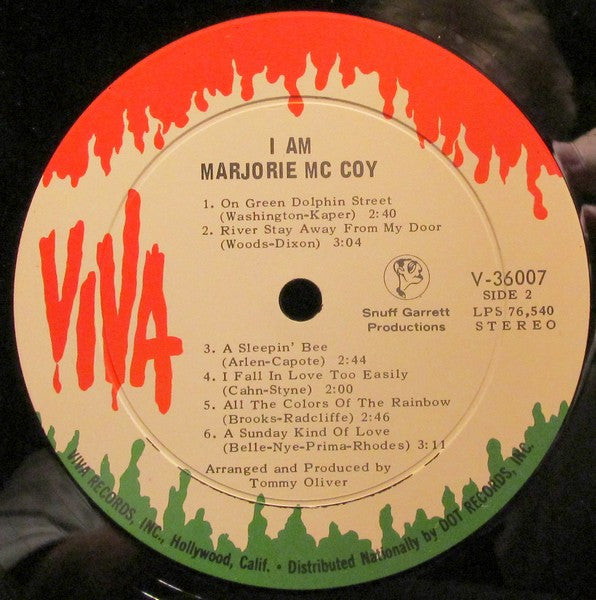 I AM
MARJORIE MC COY
1. On Green Dolphin Street
(Washington-Kaper) 2:40
2. River Stay Away From My Door
(Woods-Dixon) 3:04
VIVA
Snuff Garrett
Productions
V-36007
SIDE 2
LPS 76,540
STEREO
3. A Sleepin' Bee
(Arlen-Capote) 2:44
4. I Fall In Love Too Easily
(Cahn-Styne) 2:00
5. All The Colors Of The Rainbow
(Brooks-Radcliffe) 2:46
6. A Sunday Kind Of Love
(Belle-Nye-Prima-Rhodes) 3:11
Arranged and Produced by
Tommy Oliver
VIVA RECORDS, INC., Hollywood, Calif. • Distributed Nationally by DOT RECORDS, INC.